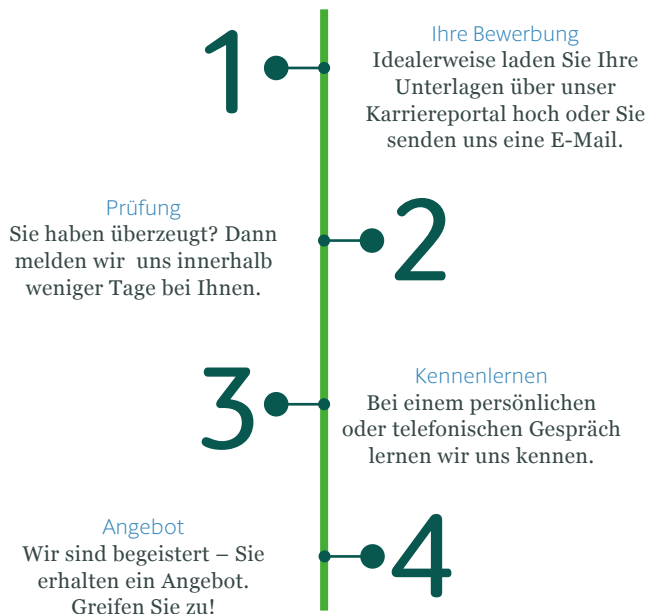 1
Ihre Bewerbung
Idealerweise laden Sie Ihre
Unterlagen über unser
Karriereportal hoch oder Sie
senden uns eine E-Mail.
2
Prüfung
Sie haben überzeugt? Dann
melden wir uns innerhalb
weniger Tage bei Ihnen.
3
Kennenlernen
Bei einem persönlichen
oder telefonischen Gespräch
lernen wir uns kennen.
4
Angebot
Wir sind begeistert – Sie
erhalten ein Angebot.
Greifen Sie zu!